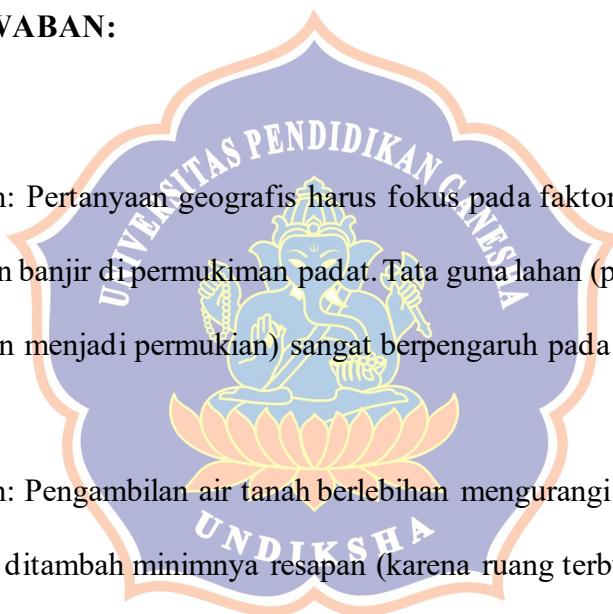 WABAN:
UNIVERSITAS PENDIDIKAN GANESHA
n: Pertanyaan geografis harus fokus pada faktor
n banjir di permukiman padat. Tata guna lahan (p
n menjadi permukian) sangat berpengaruh pada
n: Pengambilan air tanah berlebihan mengurangi
ditambah minimnya resapan (karena ruang terb
UNDIKSHA